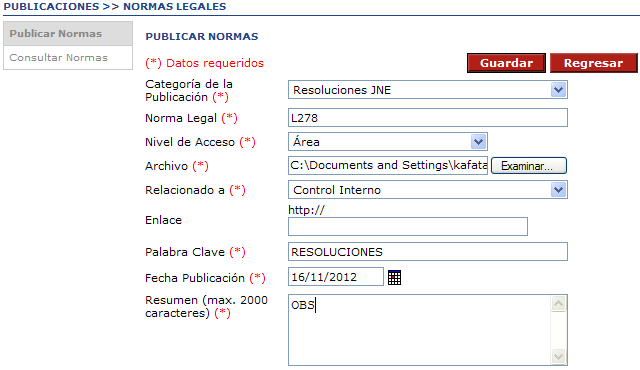 PUBLICACIONES >> NORMAS LEGALES
Publicar Normas
Consultar Normas
PUBLICAR NORMAS
(*) Datos requeridos
Guardar Regresar
Categoría de la
Publicación (*)
Resoluciones JNE
Norma Legal (*) L278
Nivel de Acceso (*) Área
Archivo (*) C:\Documents and Settings\kafata Examinar...
Relacionado a (*) Control Interno
Enlace
http://
Palabra Clave (*) RESOLUCIONES
Fecha Publicación (*) 16/11/2012
Resumen (max. 2000
caracteres) (*)
OBS